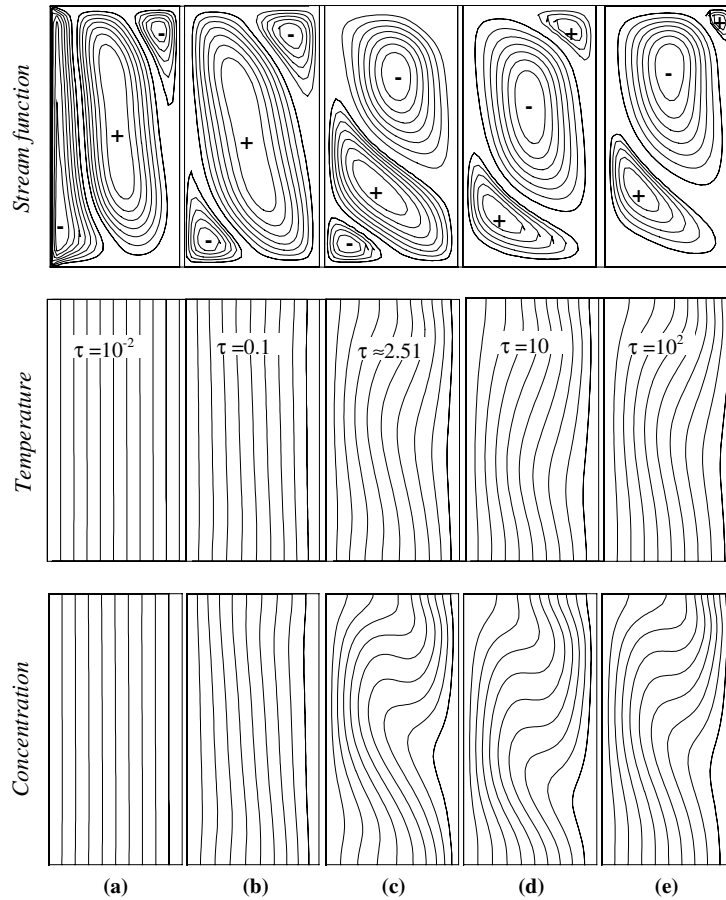 Stream function
- + -
- + -
- + -
+ - +
+ - +
Temperature
τ =10⁻²
τ =0.1
τ ≈2.51
τ =10
τ =10²
Concentration
(a) (b) (c) (d) (e)